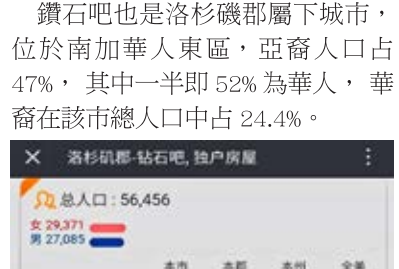 鑽石吧也是洛杉磯郡屬下城市，
位於南加華人東區，亞裔人口占
47%， 其中一半即 52% 為華人， 華
裔在該市總人口中占 24.4%。
× 洛杉矶郡-钻石吧, 独户房屋
总人口 : 56,456
女 29,371
男 27,085
本市 本郡 本州 全美